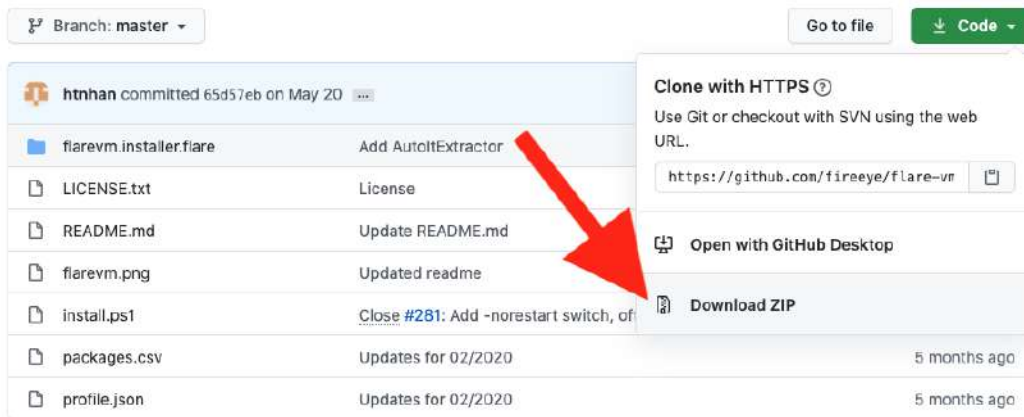 Branch: master
Go to file
Code
htnhan committed 65d57eb on May 20 ...
flarevm.installer.flare Add AutoItExtractor
LICENSE.txt License
README.md Update README.md
flarevm.png Updated readme
install.ps1 Close #281: Add -norestart switch, of
packages.csv Updates for 02/2020 5 months ago
profile.json Updates for 02/2020 5 months ago
Clone with HTTPS ?
Use Git or checkout with SVN using the web
URL.
https://github.com/fireeye/flare-vm
Open with GitHub Desktop
Download ZIP